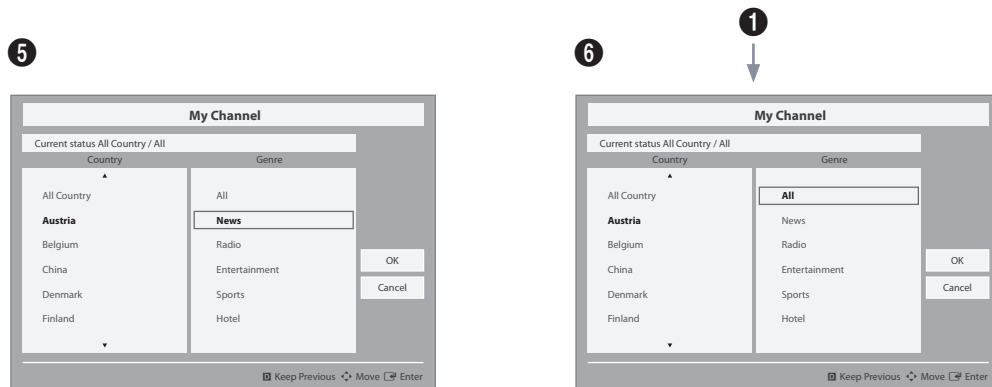 ❶
❺
❻
My Channel
Current status All Country / All
Country Genre
▲
All Country All
Austria News
Belgium Radio
China Entertainment
Denmark Sports
Finland Hotel
▼
OK
Cancel
D Keep Previous Move Enter
My Channel
Current status All Country / All
Country Genre
▲
All Country All
Austria News
Belgium Radio
China Entertainment
Denmark Sports
Finland Hotel
▼
OK
Cancel
D Keep Previous Move Enter